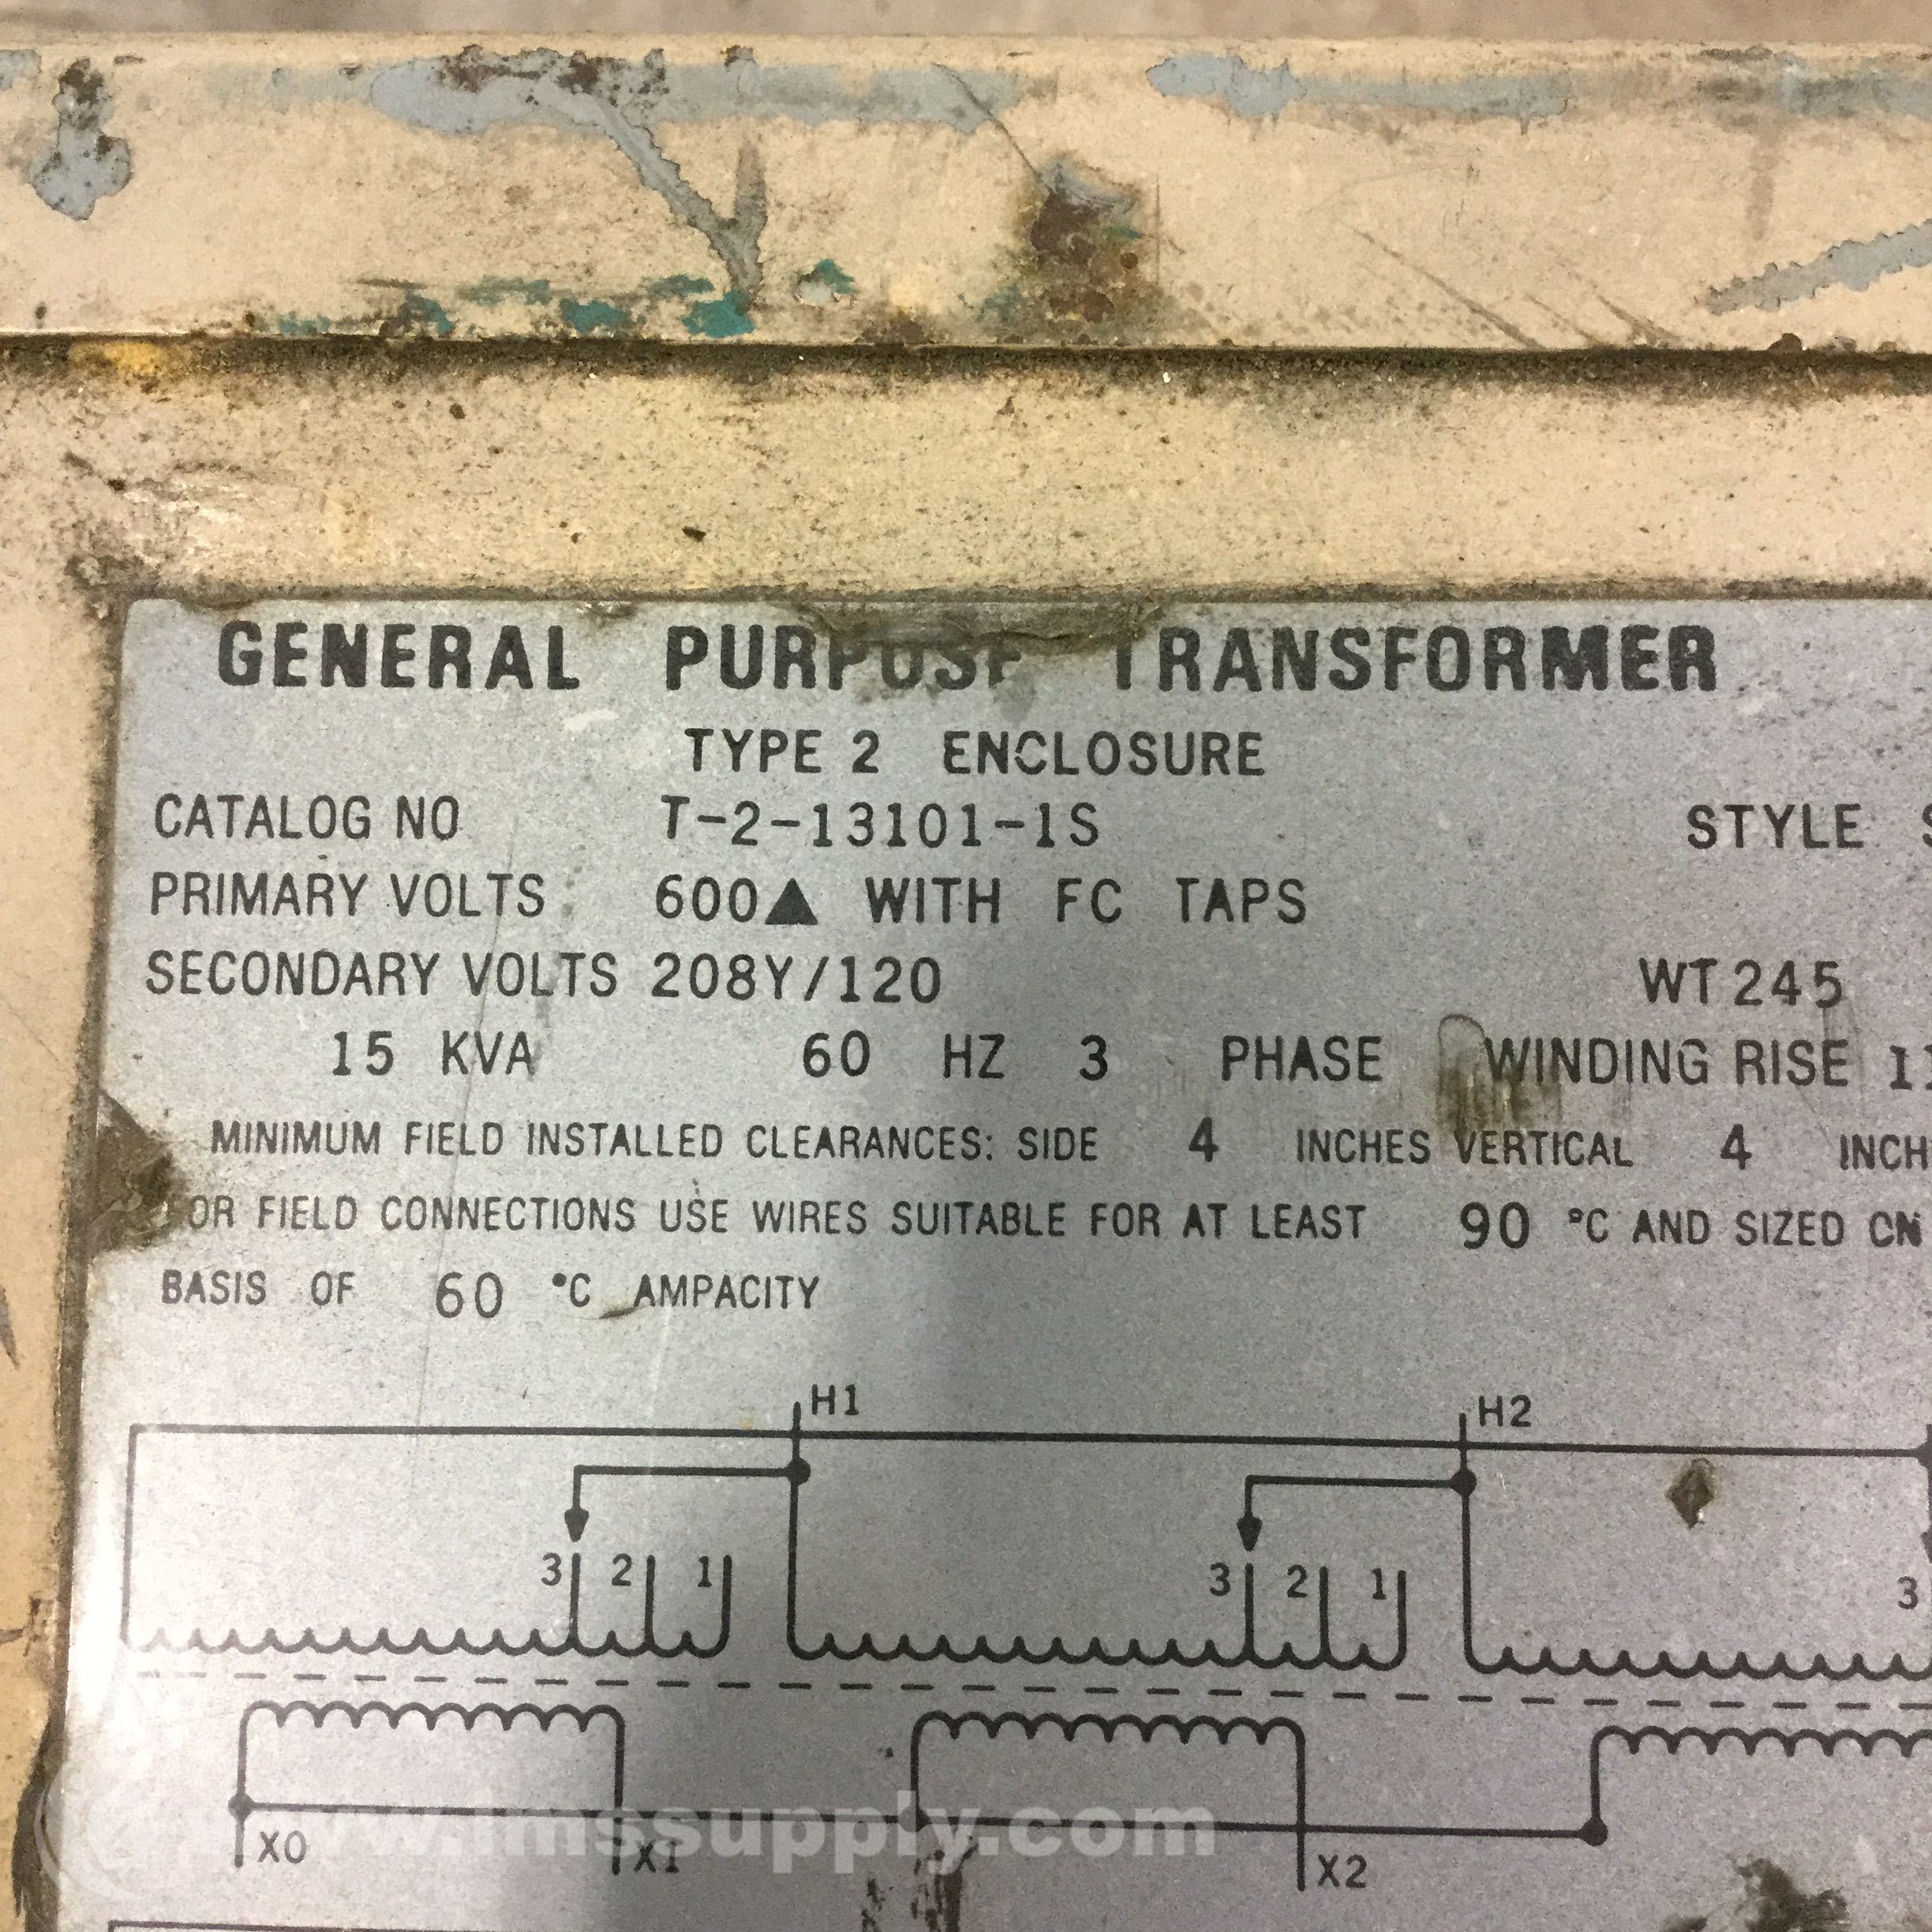 GENERAL PURPOSE TRANSFORMER
TYPE 2 ENCLOSURE
CATALOG NO T-2-13101-1S STYLE
PRIMARY VOLTS 600▲ WITH FC TAPS
SECONDARY VOLTS 208Y/120 WT 245
15 KVA 60 HZ 3 PHASE WINDING RISE
MINIMUM FIELD INSTALLED CLEARANCES: SIDE 4 INCHES VERTICAL 4 INCH
FOR FIELD CONNECTIONS USE WIRES SUITABLE FOR AT LEAST 90 °C AND SIZED ON
BASIS OF 60 °C AMPACITY
H1 H2
3 2 1 3 2 1 3
X0 X1 X2
www.imssupply.com